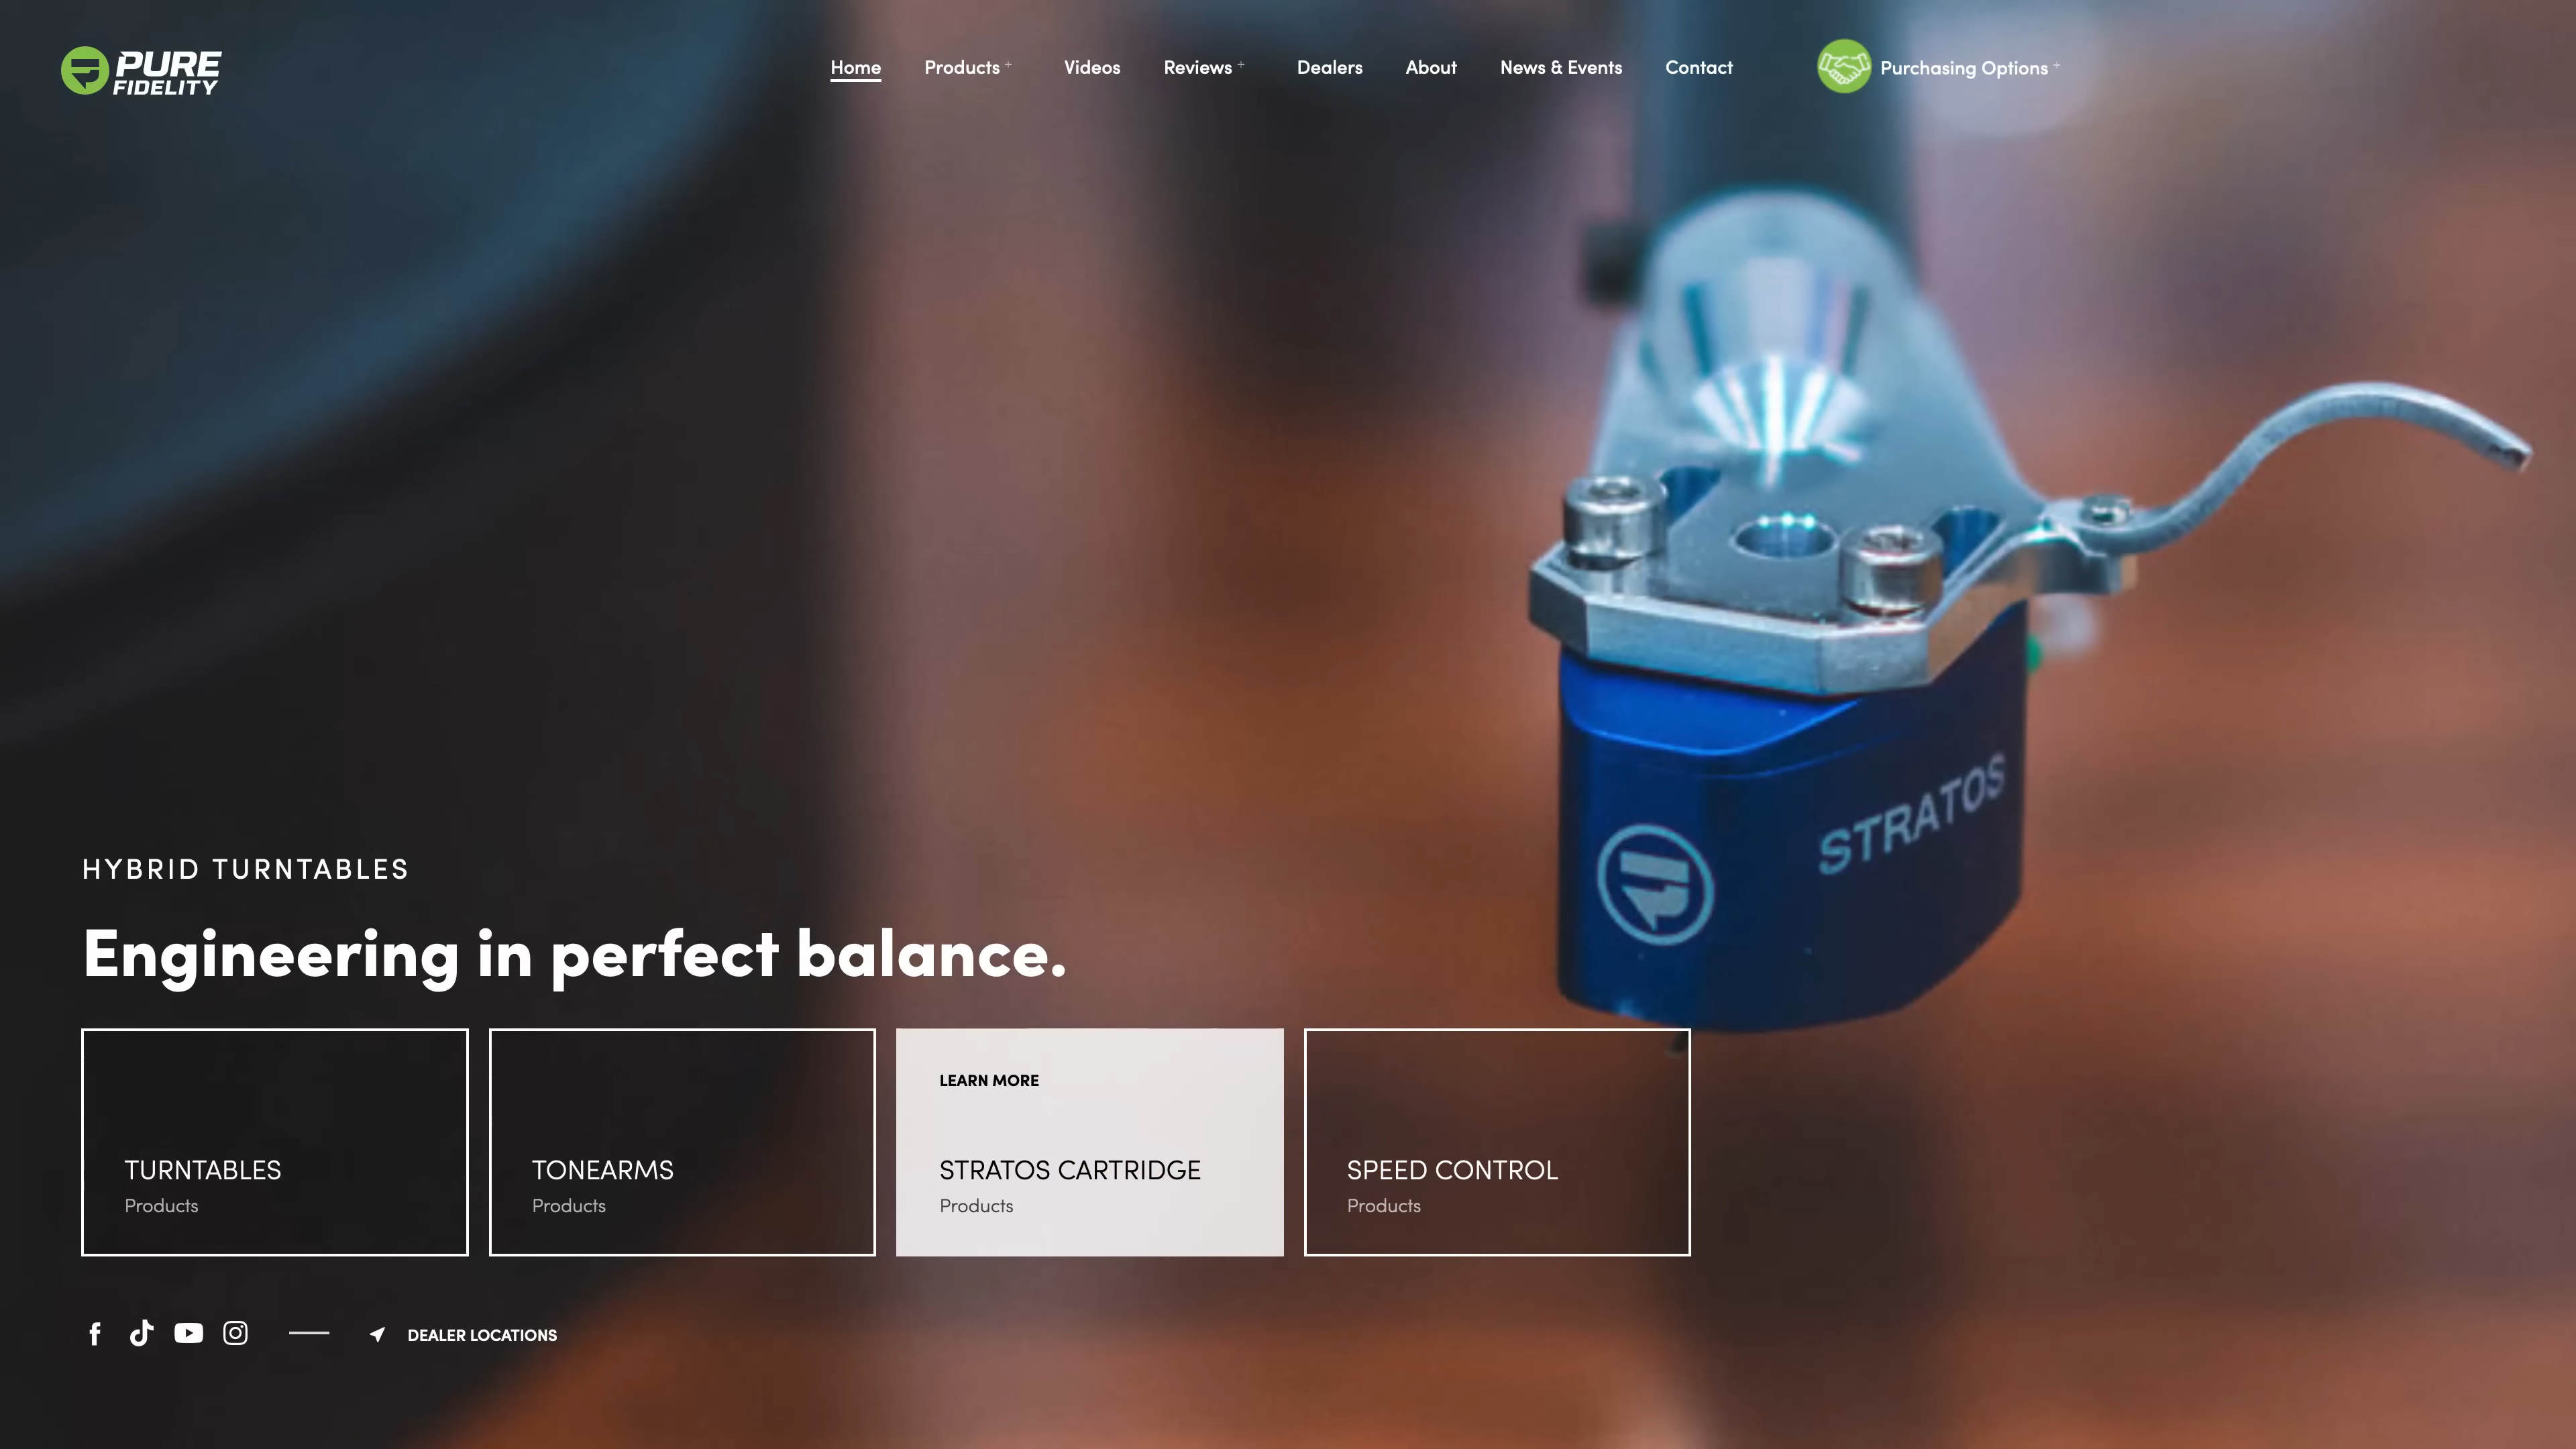 PURE
FIDELITY
Home
Products +
Videos
Reviews +
Dealers
About
News & Events
Contact
Purchasing Options +
STRATOS
HYBRID TURNTABLES
Engineering in perfect balance.
TURNTABLES
Products
TONEARMS
Products
LEARN MORE
STRATOS CARTRIDGE
Products
SPEED CONTROL
Products
DEALER LOCATIONS